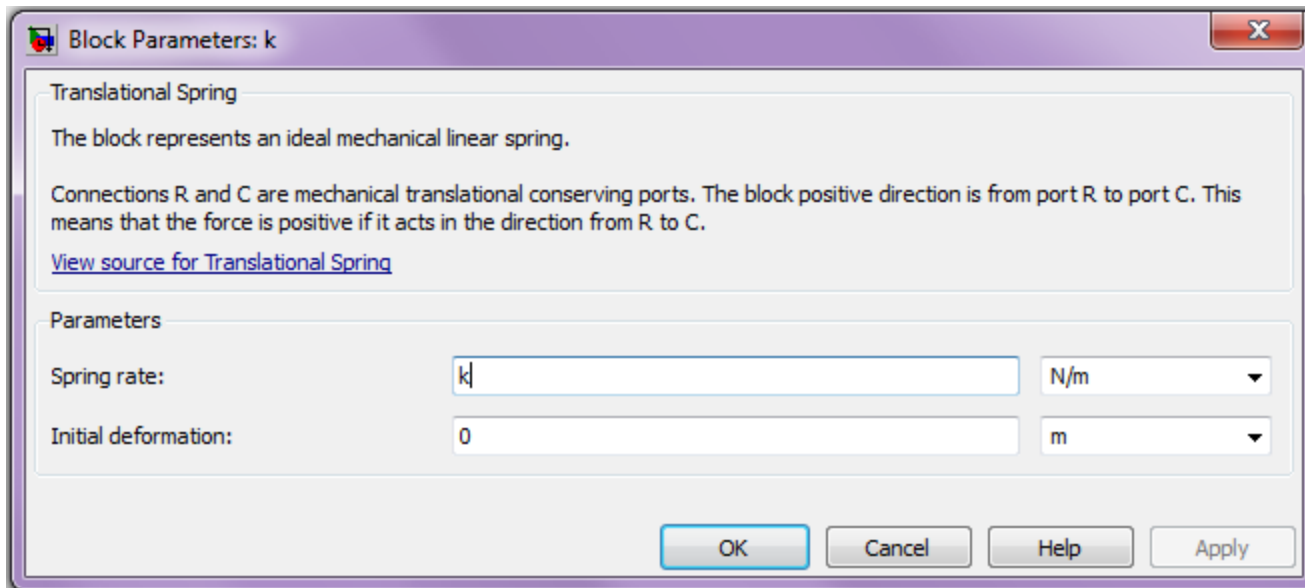 Block Parameters: k
Translational Spring
The block represents an ideal mechanical linear spring.
Connections R and C are mechanical translational conserving ports. The block positive direction is from port R to port C. This
means that the force is positive if it acts in the direction from R to C.
View source for Translational Spring
Parameters
Spring rate: k N/m
Initial deformation: 0 m
OK Cancel Help Apply